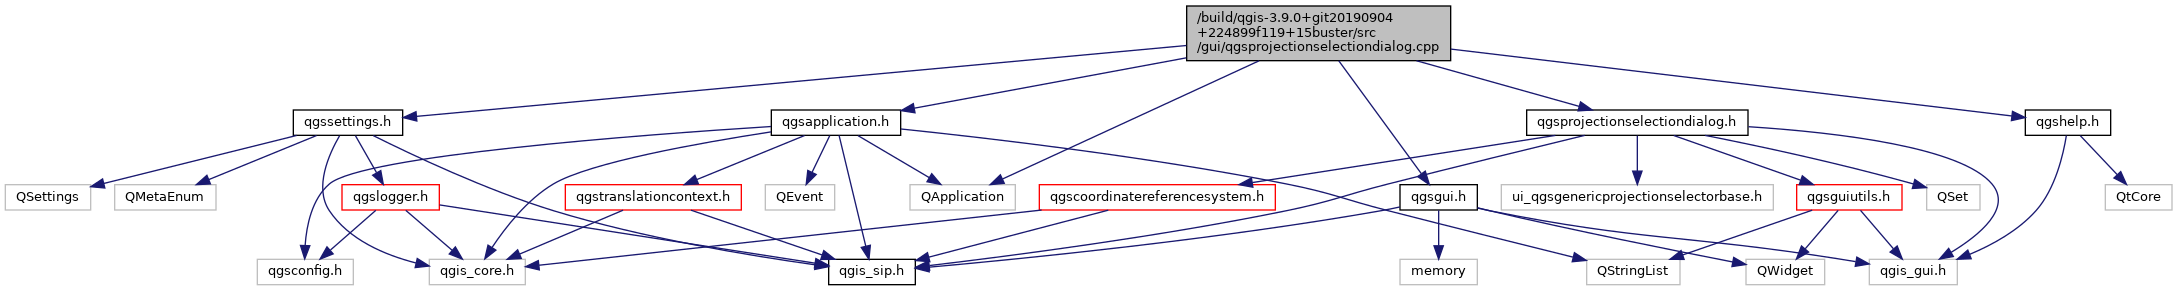 /build/qgis-3.9.0+git20190904
+224899f119+15buster/src
/gui/qgsprojectionselectiondialog.cpp
qgssettings.h
qgsapplication.h
qgsprojectionselectiondialog.h
qgshelp.h
QSettings
QMetaEnum
qgslogger.h
qgstranslationcontext.h
QEvent
QApplication
qgscoordinatereferencesystem.h
qgsgui.h
ui_qgsgenericprojectionselectorbase.h
qgsguiutils.h
QSet
QtCore
qgsconfig.h
qgis_core.h
qgis_sip.h
memory
QStringList
QWidget
qgis_gui.h